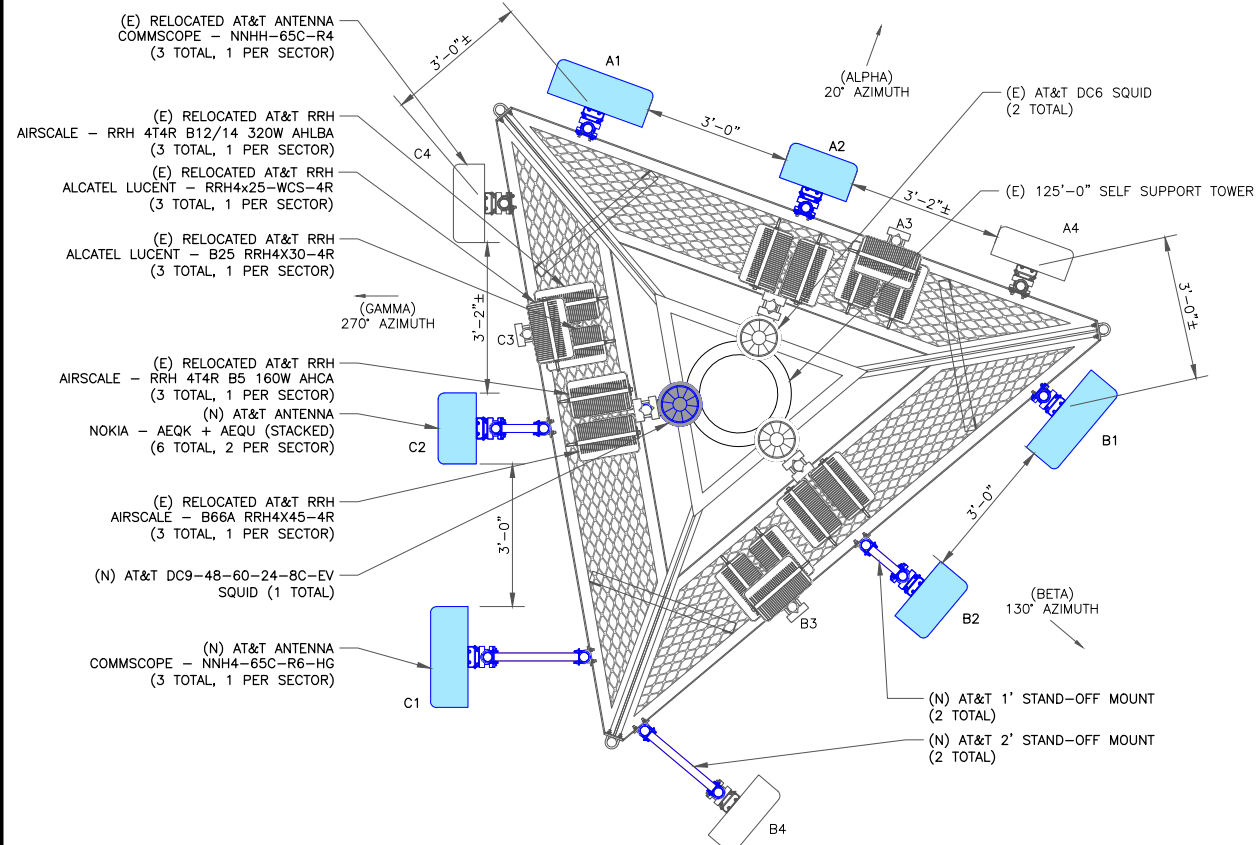 (E) RELOCATED AT&T ANTENNA
COMMSCOPE - NNHH-65C-R4
(3 TOTAL, 1 PER SECTOR)
(E) RELOCATED AT&T RRH
AIRSCALE - RRH 4T4R B12/14 320W AHLBA
(3 TOTAL, 1 PER SECTOR)
(E) RELOCATED AT&T RRH
ALCATEL LUCENT - RRH4x25-WCS-4R
(3 TOTAL, 1 PER SECTOR)
(E) RELOCATED AT&T RRH
ALCATEL LUCENT - B25 RRH4X30-4R
(3 TOTAL, 1 PER SECTOR)
(E) RELOCATED AT&T RRH
AIRSCALE - RRH 4T4R B5 160W AHCA
(3 TOTAL, 1 PER SECTOR)
(N) AT&T ANTENNA
NOKIA - AEQK + AEQU (STACKED)
(6 TOTAL, 2 PER SECTOR)
(E) RELOCATED AT&T RRH
AIRSCALE - B66A RRH4X45-4R
(3 TOTAL, 1 PER SECTOR)
(N) AT&T DC9-48-60-24-8C-EV
SQUID (1 TOTAL)
(N) AT&T ANTENNA
COMMSCOPE - NNH4-65C-R6-HG
(3 TOTAL, 1 PER SECTOR)
3'-0"±
A1
3'-0"
A2
3'-2"±
A3
A4
3'-0"±
(ALPHA)
20° AZIMUTH
(E) AT&T DC6 SQUID
(2 TOTAL)
(E) 125'-0" SELF SUPPORT TOWER
C4
(GAMMA)
270° AZIMUTH
3'-2"±
C3
C2
3'-0"
C1
B1
3'-0"
B2
B3
B4
(BETA)
130° AZIMUTH
(N) AT&T 1' STAND-OFF MOUNT
(2 TOTAL)
(N) AT&T 2' STAND-OFF MOUNT
(2 TOTAL)